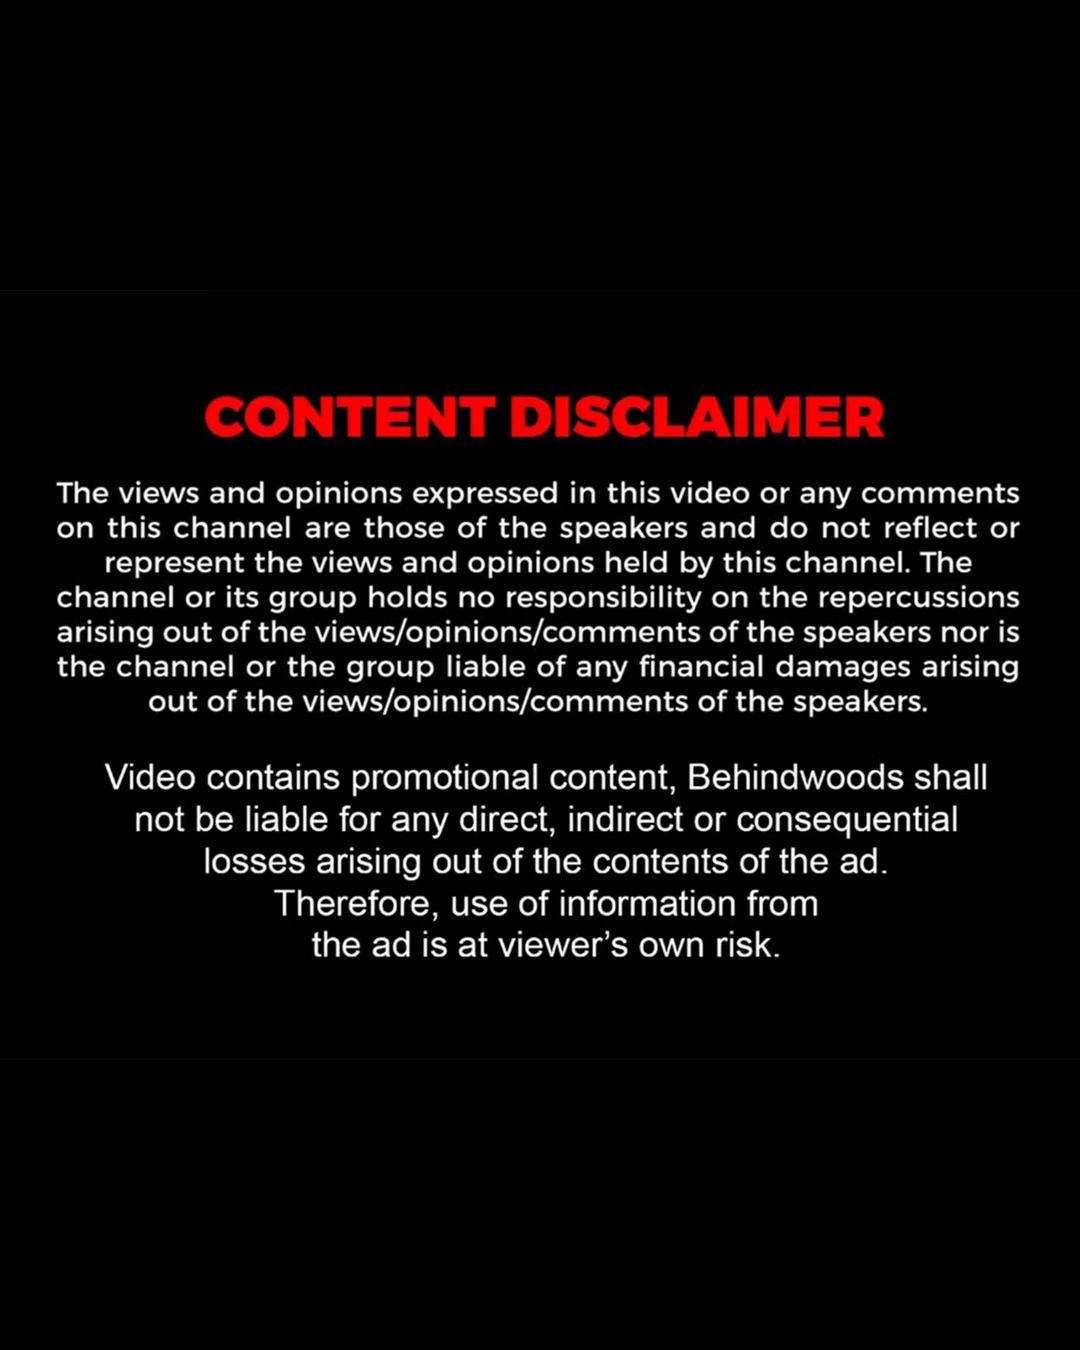 CONTENT DISCLAIMER
The views and opinions expressed in this video or any comments
on this channel are those of the speakers and do not reflect or
represent the views and opinions held by this channel. The
channel or its group holds no responsibility on the repercussions
arising out of the views/opinions/comments of the speakers nor is
the channel or the group liable of any financial damages arising
out of the views/opinions/comments of the speakers.
Video contains promotional content, Behindwoods shall
not be liable for any direct, indirect or consequential
losses arising out of the contents of the ad.
Therefore, use of information from
the ad is at viewer’s own risk.